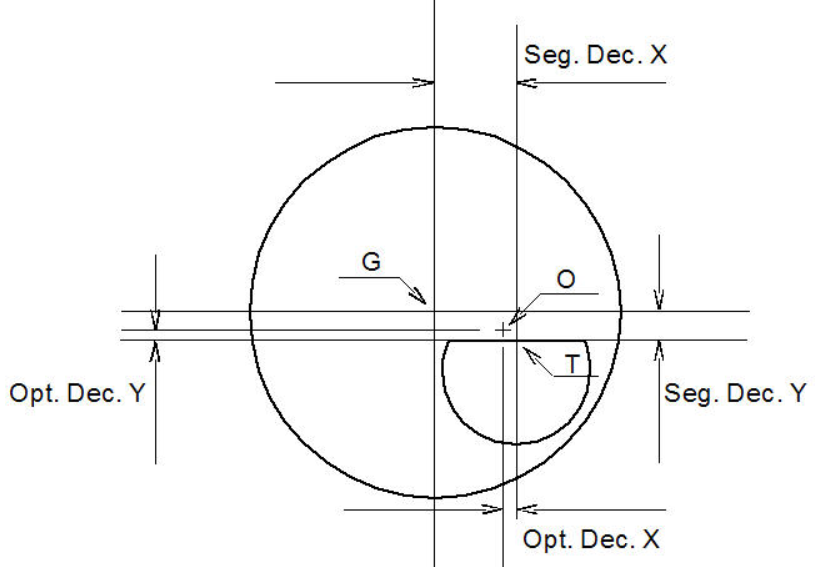 Seg. Dec. X
G
O
T
Opt. Dec. Y
Seg. Dec. Y
Opt. Dec. X